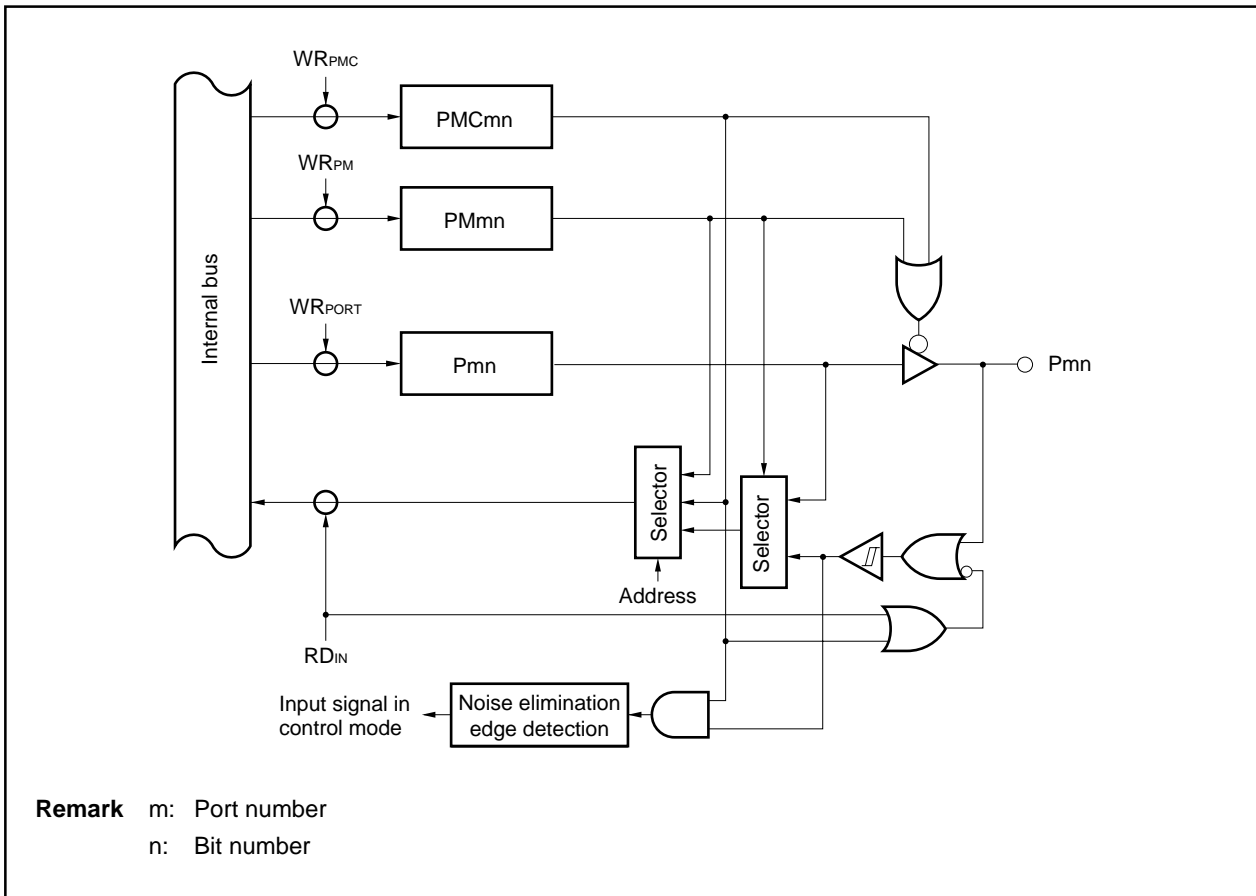 WRPMC
PMCmn
WRPM
PMmn
Internal bus
WRPORT
Pmn
Pmn
Selector
Selector
Address
RDIN
Input signal in
control mode
Noise elimination
edge detection
Remark m: Port number
n: Bit number